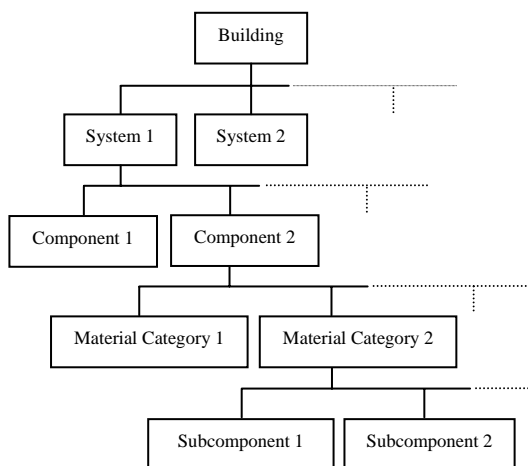 Building
System 1
System 2
Component 1
Component 2
Material Category 1
Material Category 2
Subcomponent 1
Subcomponent 2